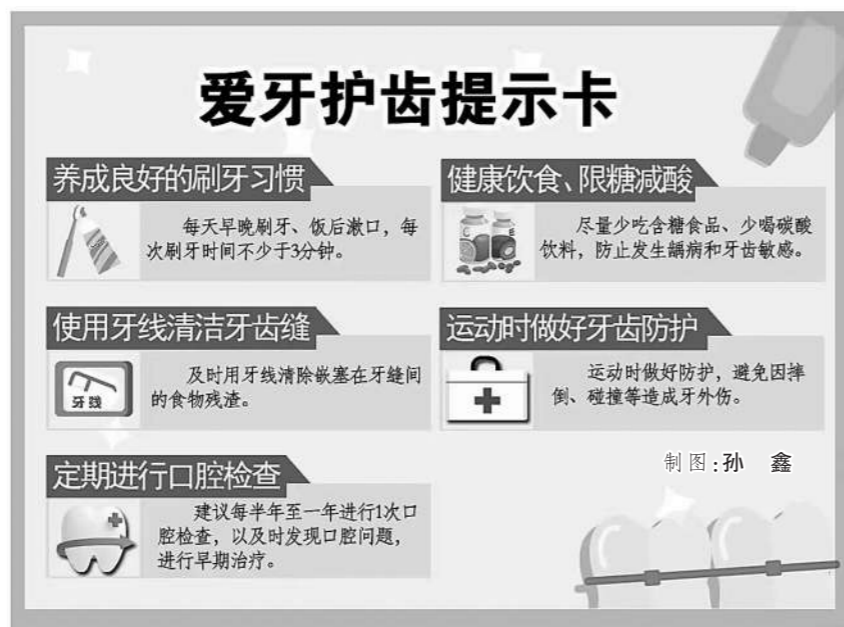 爱牙护齿提示卡
养成良好的刷牙习惯
每天早晚刷牙、饭后漱口，每
次刷牙时间不少于3分钟。
健康饮食、限糖减酸
C
E
尽量少吃含糖食品、少喝碳酸
饮料，防止发生龋病和牙齿敏感。
使用牙线清洁牙齿缝
牙线
及时用牙线清除嵌塞在牙缝间
的食物残渣。
运动时做好牙齿防护
运动时做好防护，避免因摔
倒、碰撞等造成牙外伤。
定期进行口腔检查
建议每半年至一年进行1次口
腔检查，以及时发现口腔问题，
进行早期治疗。
制图:孙 鑫